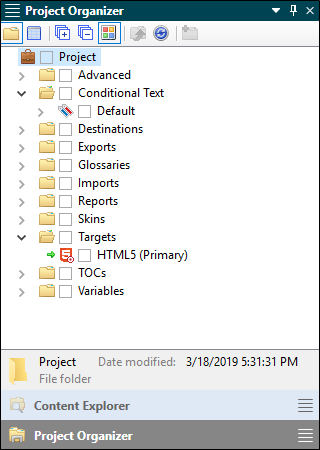 Project Organizer
Project
Advanced
Conditional Text
Default
Destinations
Exports
Glossaries
Imports
Reports
Skins
Targets
HTML5 (Primary)
TOCs
Variables
Project Date modified: 3/18/2019 5:31:31 PM
File folder
Content Explorer
Project Organizer